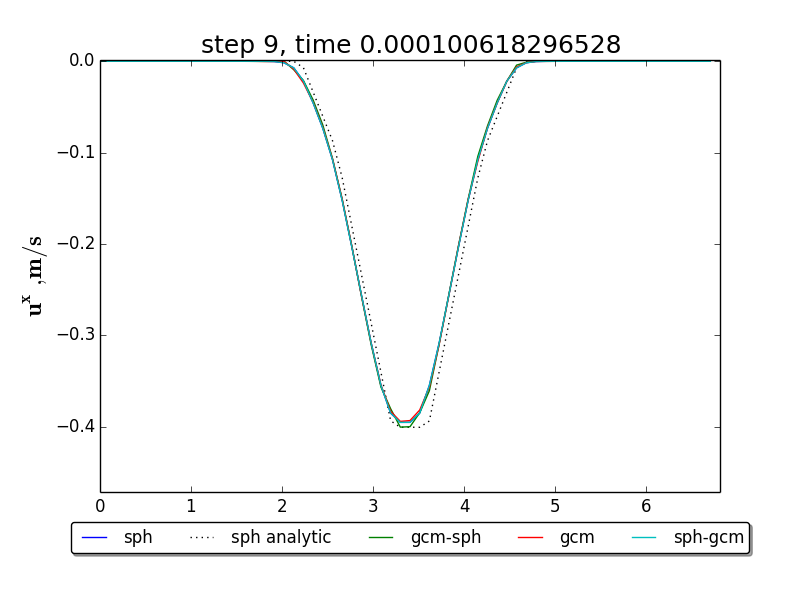 step 9, time 0.000100618296528
0.0
−0.1
−0.2
−0.3
−0.4
u^x ,m/s
0 1 2 3 4 5 6
sph sph analytic gcm-sph gcm sph-gcm